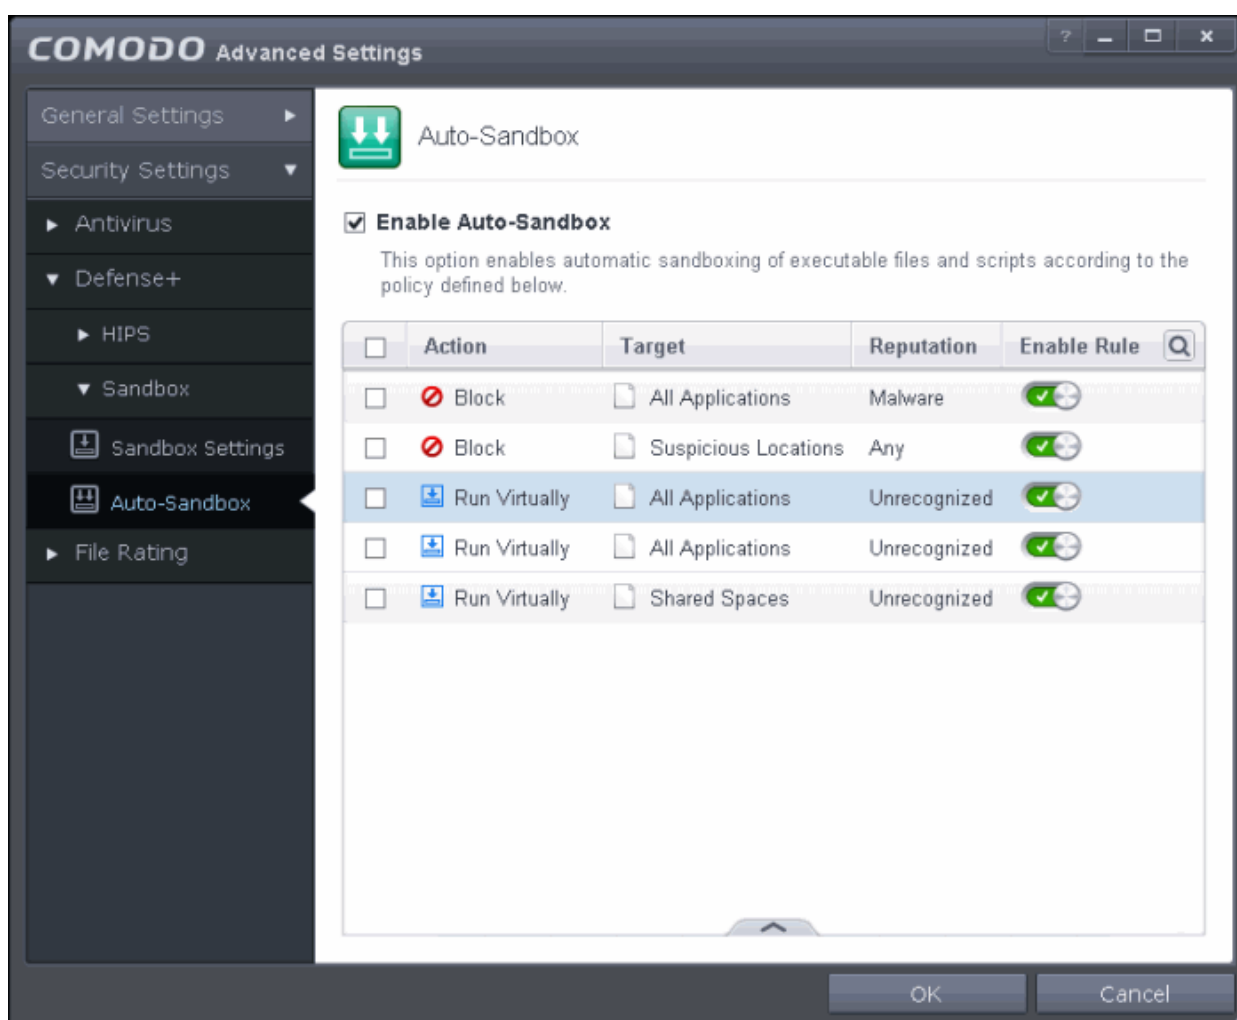 COMODO Advanced Settings
?
General Settings
Security Settings
Antivirus
Defense+
HIPS
Sandbox
Sandbox Settings
Auto-Sandbox
File Rating
Auto-Sandbox
Enable Auto-Sandbox
This option enables automatic sandboxing of executable files and scripts according to the
policy defined below.
Action Target Reputation Enable Rule
Block All Applications Malware
Block Suspicious Locations Any
Run Virtually All Applications Unrecognized
Run Virtually All Applications Unrecognized
Run Virtually Shared Spaces Unrecognized
OK Cancel